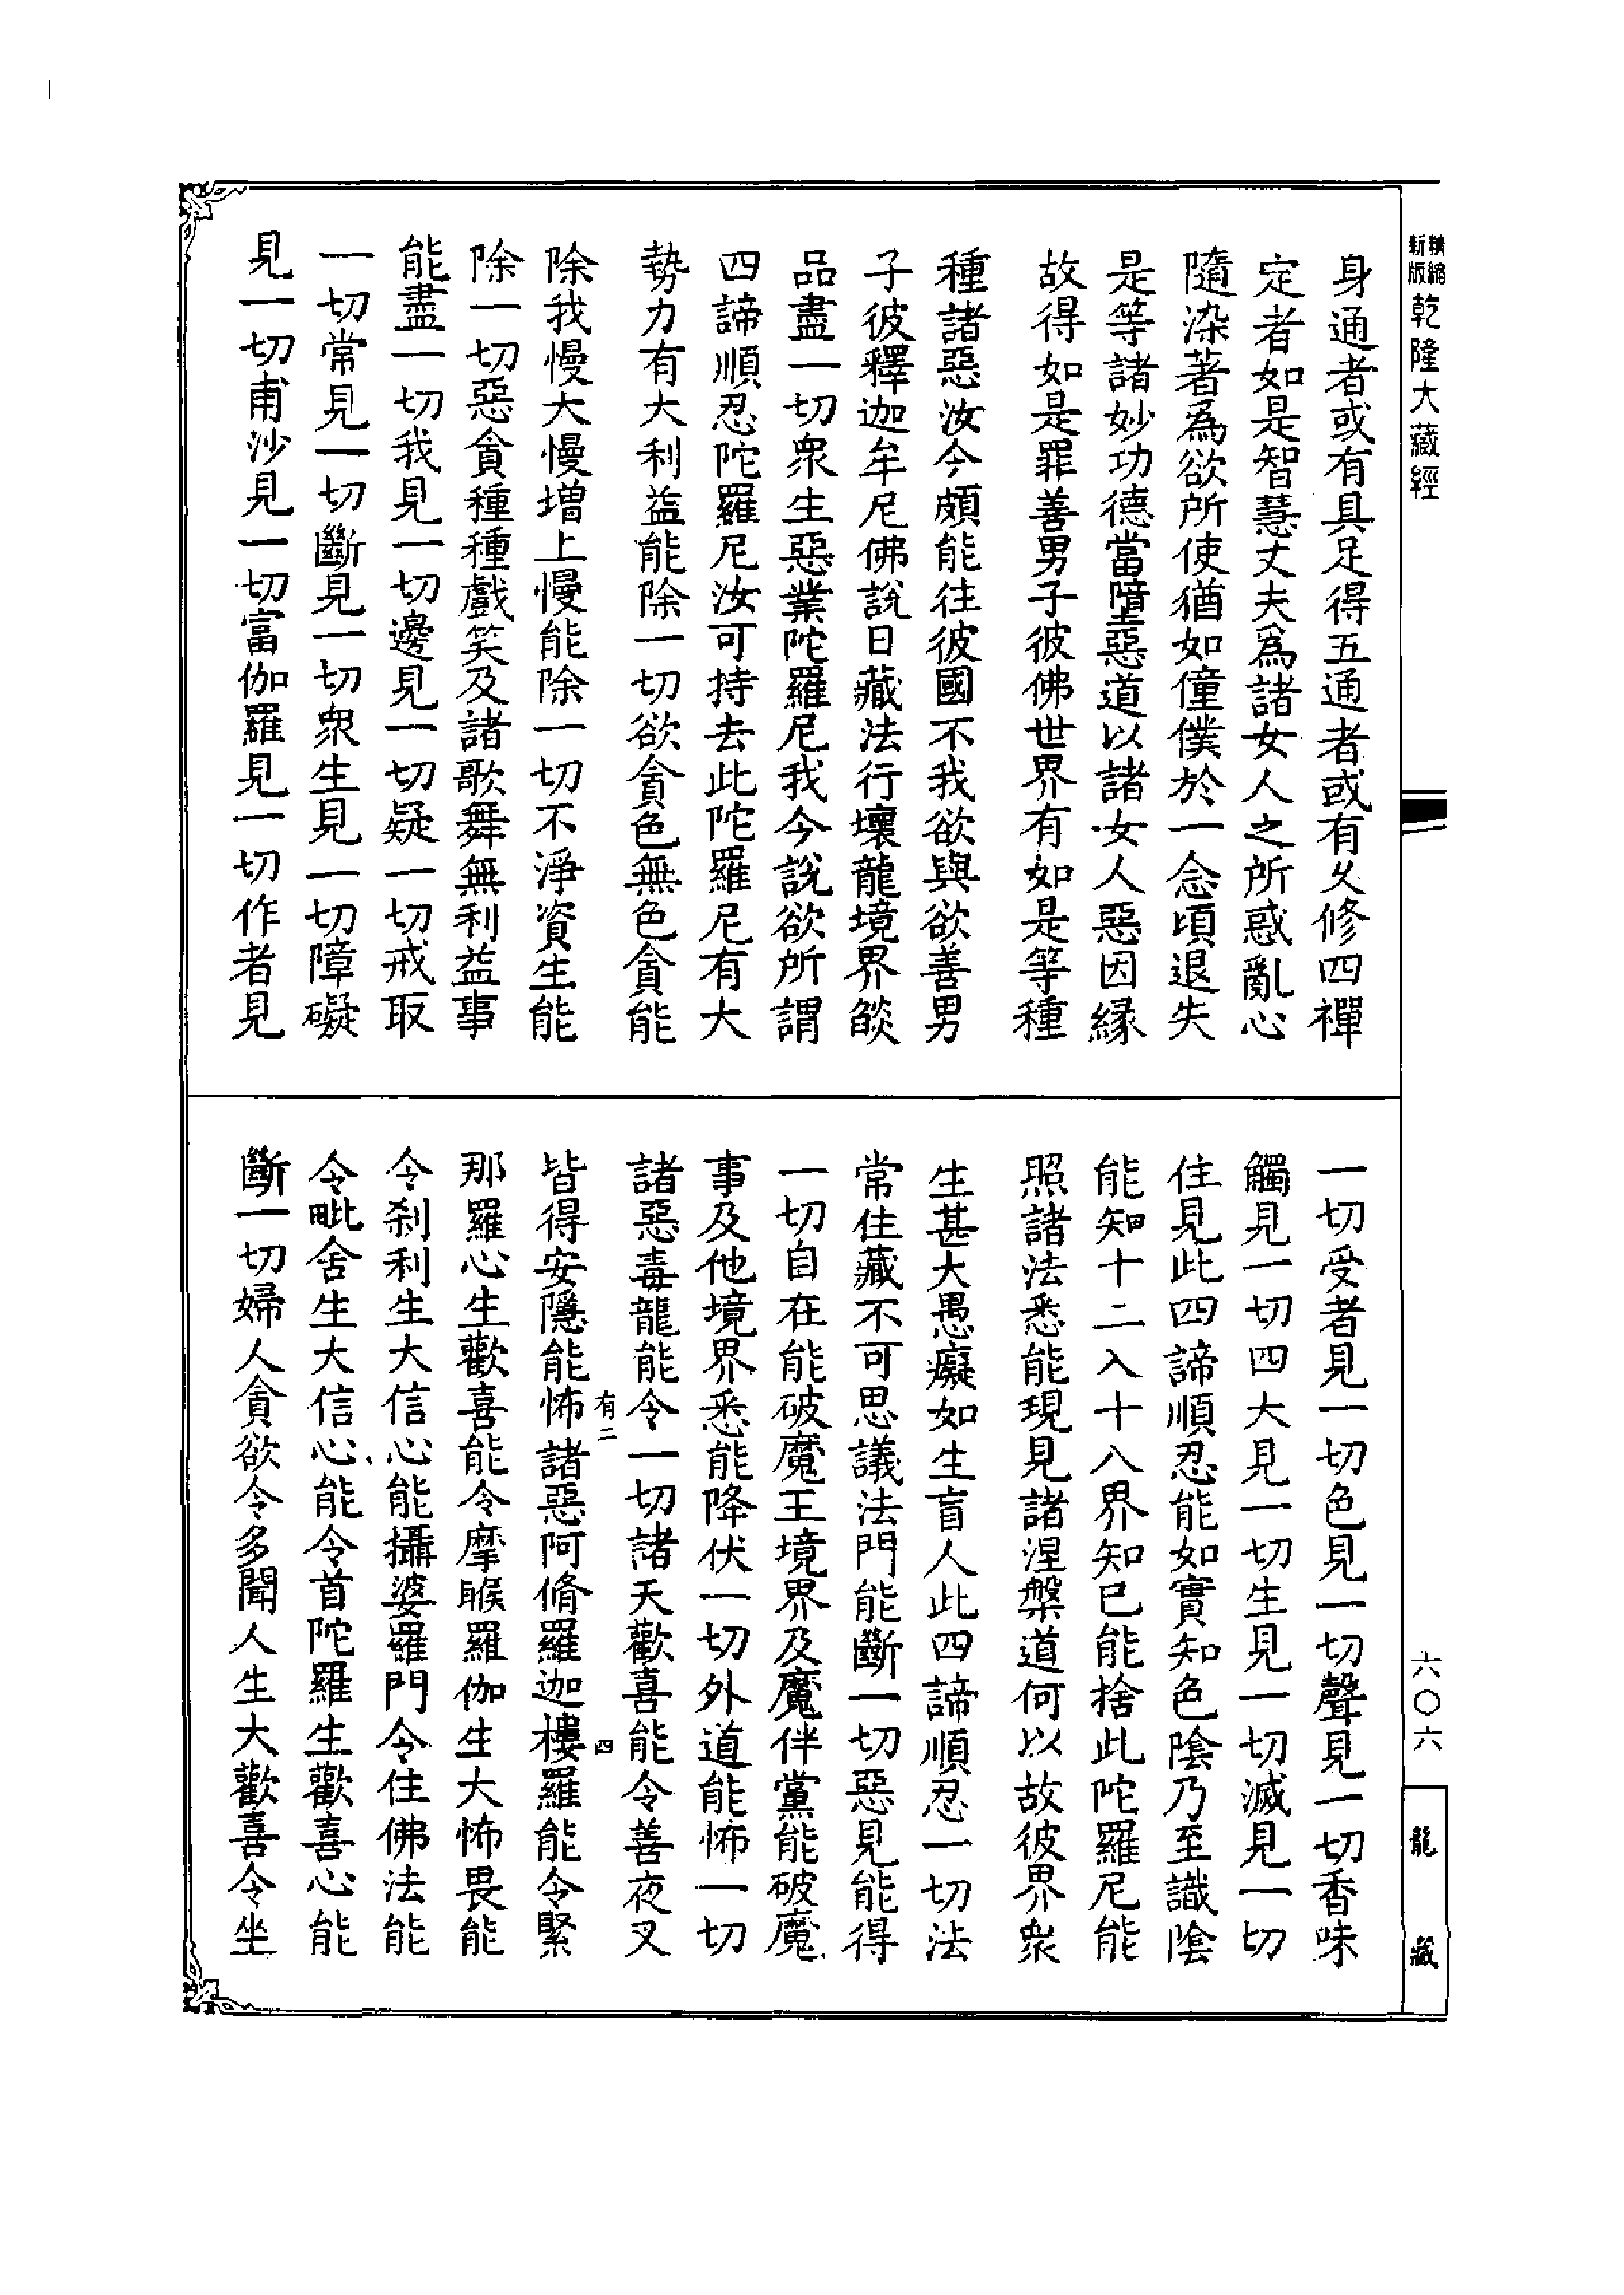 新版 精縮 乾隆大藏經
身通者或有具足得五通者或有久修四禪
定者如是智慧丈夫爲諸女人之所惑亂心
隨染著為欲所使猶如僮僕於一念頃退失
是等諸妙功德當墮惡道以諸女人惡因緣
故得如是罪善男子彼佛世界有如是等種
種諸惡汝今頗能往彼國不我欲與欲善男
子彼釋迦牟尼佛說日藏法行壞龍境界燄
品盡一切衆生惡業陀羅尼我今說欲所謂
四諦順忍陀羅尼汝可持去此陀羅尼有大
勢力有大利益能除一切欲貪色無色貪能
除我慢大慢增上慢能除一切不淨資生能
除一切惡貪種種戲笑及諸歌舞無利益事
能盡一切我見一切邊見一切疑一切戒取
一切常見一切斷見一切衆生見一切障礙
見一切甫沙見一切富伽羅見一切作者見
一切受者見一切色見一切聲見一切香味
觸見一切四大見一切生見一切滅見一切
住見此四諦順忍能如實知色陰乃至識陰
能知十二入十八界知已能捨此陀羅尼能
照諸法悉能現見諸涅槃道何以故彼界衆
生甚大愚癡如生盲人此四諦順忍一切法
常住藏不可思議法門能斷一切惡見能得
一切自在能破魔王境界及魔伴黨能破魔
事及他境界悉能降伏一切外道能怖一切
諸惡毒龍能令一切諸天歡喜能令善夜叉
有二 四
皆得安隱能怖諸惡阿脩羅迦樓羅能令緊
那羅心生歡喜能令摩睺羅伽生大怖畏能
令刹利生大信心能攝婆羅門令住佛法能
令毗舍生大信心能令首陀羅生歡喜心能
斷一切婦人貪欲令多聞人生大歡喜令坐
六〇六
龍藏